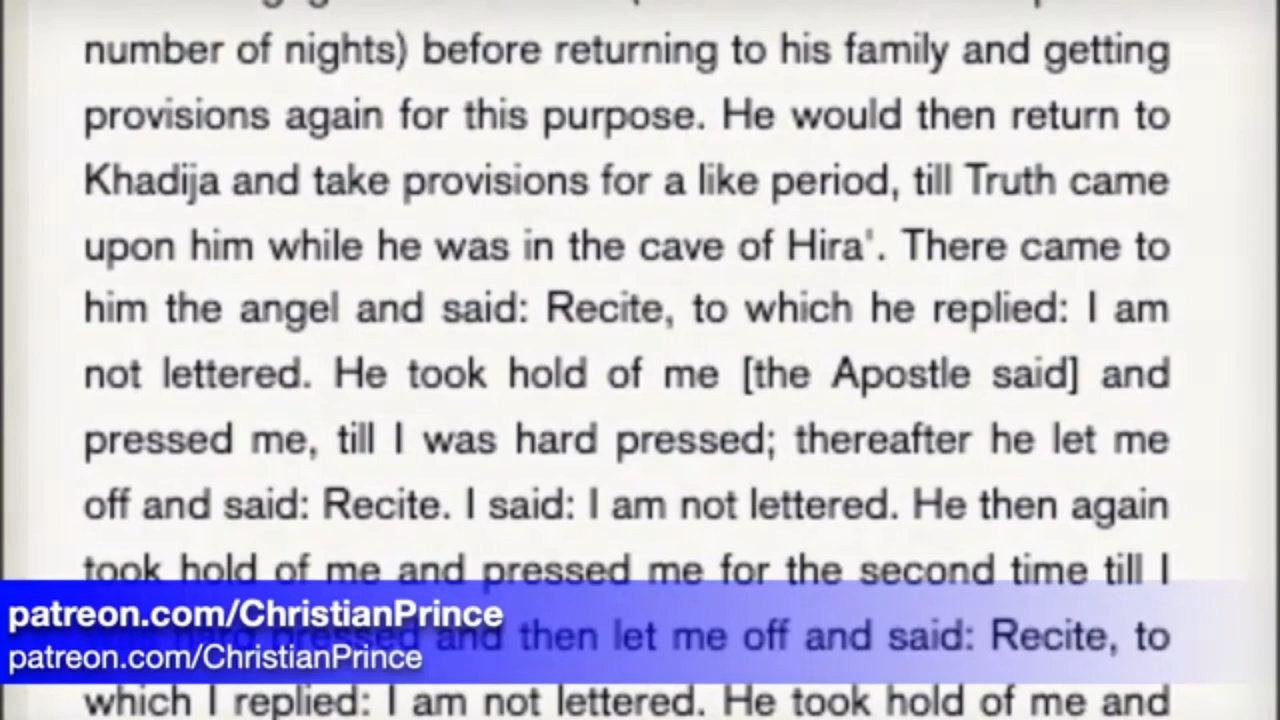 number of nights) before returning to his family and getting
provisions again for this purpose. He would then return to
Khadija and take provisions for a like period, till Truth came
upon him while he was in the cave of Hira'. There came to
him the angel and said: Recite, to which he replied: I am
not lettered. He took hold of me [the Apostle said] and
pressed me, till I was hard pressed; thereafter he let me
off and said: Recite. I said: I am not lettered. He then again
took hold of me and pressed me for the second time till I
hard pressed and then let me off and said: Recite, to
which I replied: I am not lettered. He took hold of me and
patreon.com/ChristianPrince
patreon.com/ChristianPrince